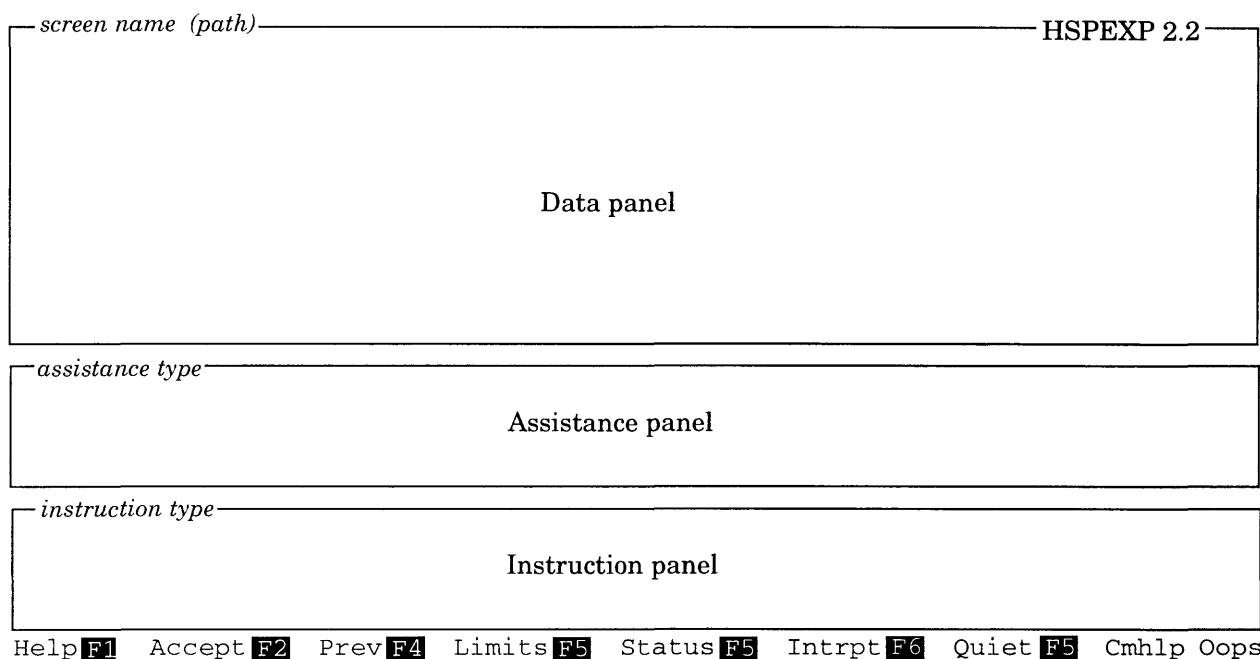 screen name (path) HSPEXP 2.2
Data panel
assistance type
Assistance panel
instruction type
Instruction panel
Help F1 Accept F2 Prev F4 Limits F5 Status F5 Intrpt F6 Quiet F5 Cmhlp Oops